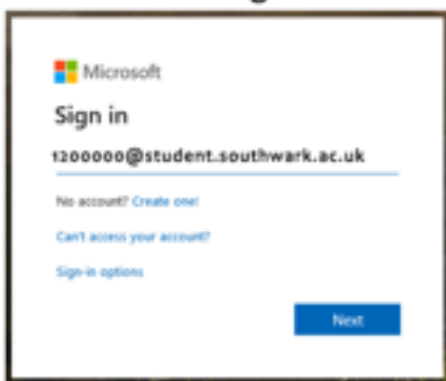 Microsoft
Sign in
1200000@student.southwark.ac.uk
No account? Create one!
Can't access your account?
Sign-in options
Next